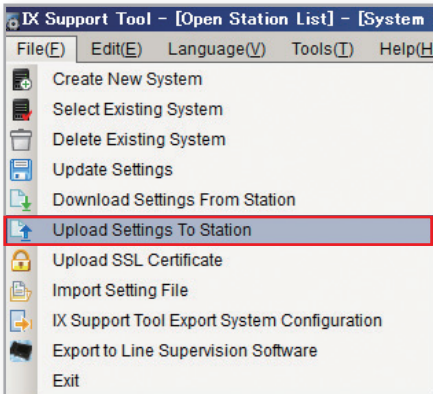 IX Support Tool - [Open Station List] - [System
File(F) Edit(E) Language(V) Tools(T) Help(H
Create New System
Select Existing System
Delete Existing System
Update Settings
Download Settings From Station
Upload Settings To Station
Upload SSL Certificate
Import Setting File
IX Support Tool Export System Configuration
Export to Line Supervision Software
Exit